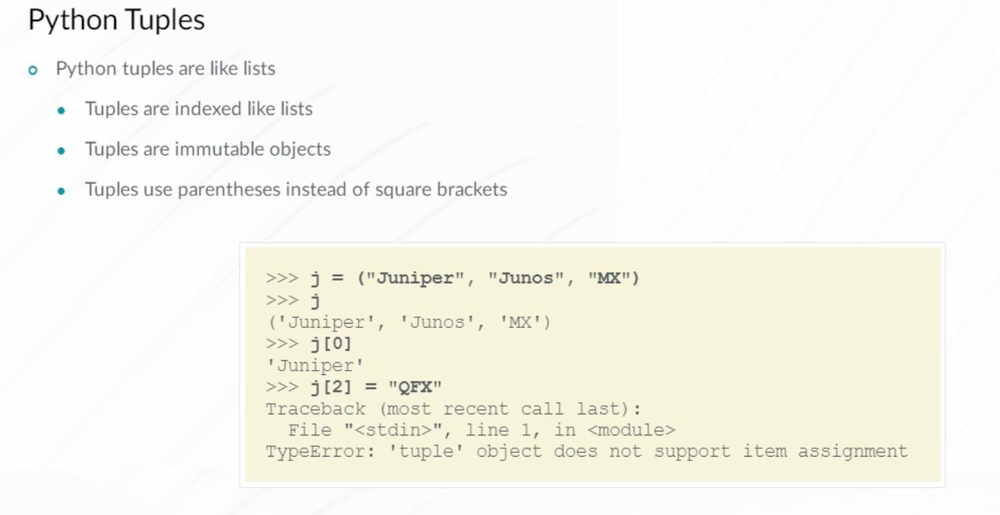 Python Tuples
Python tuples are like lists
Tuples are indexed like lists
Tuples are immutable objects
Tuples use parentheses instead of square brackets
>>> j = ("Juniper", "Junos", "MX")
>>> j
('Juniper', 'Junos', 'MX')
>>> j[0]
'Juniper'
>>> j[2] = "QFX"
Traceback (most recent call last):
  File "<stdin>", line 1, in <module>
TypeError: 'tuple' object does not support item assignment